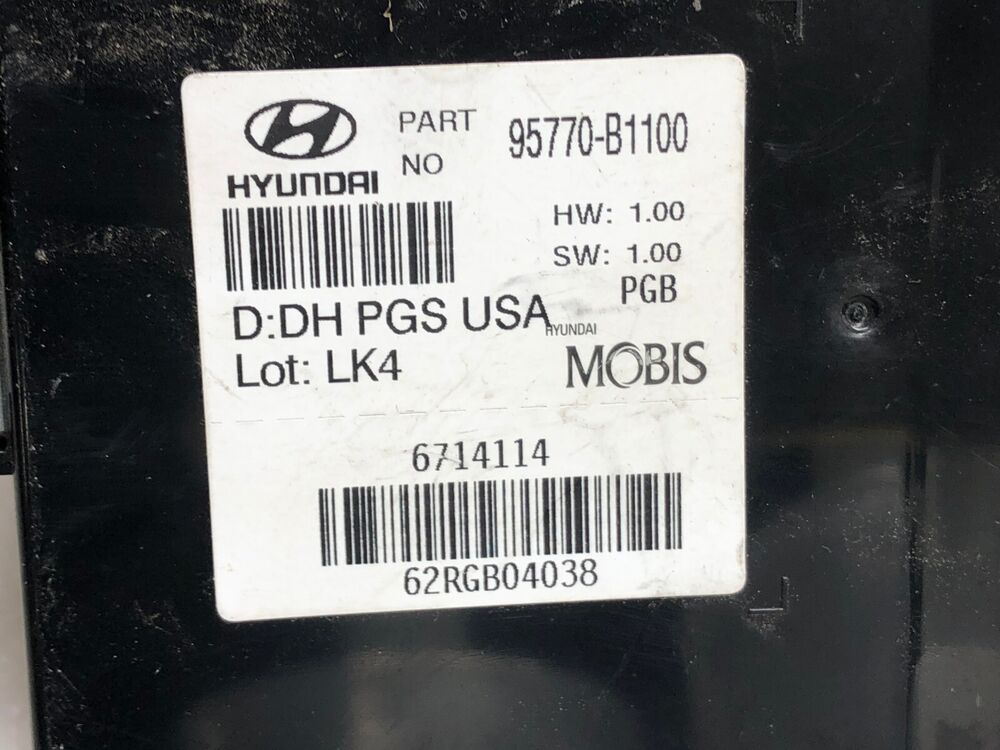 PART NO 95770-B1100
HYUNDAI
HW: 1.00
SW: 1.00
PGB
D:DH PGS USA
HYUNDAI
Lot: LK4
MOBIS
6714114
62RGB04038